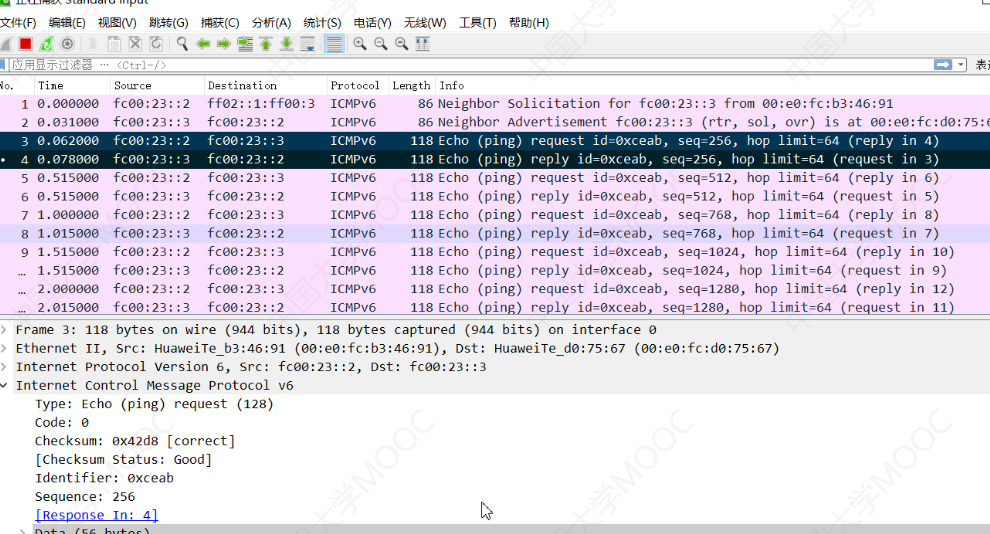 正在捕获 Standard input
文件(F) 编辑(E) 视图(V) 跳转(G) 捕获(C) 分析(A) 统计(S) 电话(Y) 无线(W) 工具(T) 帮助(H)
应用显示过滤器 … <Ctrl-/>
No. Time Source Destination Protocol Length Info
1 0.000000 fc00:23::2 ff02::1:ff00:3 ICMPv6 86 Neighbor Solicitation for fc00:23::3 from 00:e0:fc:b3:46:91
2 0.031000 fc00:23::3 fc00:23::2 ICMPv6 86 Neighbor Advertisement fc00:23::3 (rtr, sol, ovr) is at 00:e0:fc:d0:75:6
3 0.062000 fc00:23::2 fc00:23::3 ICMPv6 118 Echo (ping) request id=0xceab, seq=256, hop limit=64 (reply in 4)
4 0.078000 fc00:23::3 fc00:23::2 ICMPv6 118 Echo (ping) reply id=0xceab, seq=256, hop limit=64 (request in 3)
5 0.515000 fc00:23::2 fc00:23::3 ICMPv6 118 Echo (ping) request id=0xceab, seq=512, hop limit=64 (reply in 6)
6 0.515000 fc00:23::3 fc00:23::2 ICMPv6 118 Echo (ping) reply id=0xceab, seq=512, hop limit=64 (request in 5)
7 1.000000 fc00:23::2 fc00:23::3 ICMPv6 118 Echo (ping) request id=0xceab, seq=768, hop limit=64 (reply in 8)
8 1.015000 fc00:23::3 fc00:23::2 ICMPv6 118 Echo (ping) reply id=0xceab, seq=768, hop limit=64 (request in 7)
9 1.515000 fc00:23::2 fc00:23::3 ICMPv6 118 Echo (ping) request id=0xceab, seq=1024, hop limit=64 (reply in 10)
… 1.515000 fc00:23::3 fc00:23::2 ICMPv6 118 Echo (ping) reply id=0xceab, seq=1024, hop limit=64 (request in 9)
… 2.000000 fc00:23::2 fc00:23::3 ICMPv6 118 Echo (ping) request id=0xceab, seq=1280, hop limit=64 (reply in 12)
… 2.015000 fc00:23::3 fc00:23::2 ICMPv6 118 Echo (ping) reply id=0xceab, seq=1280, hop limit=64 (request in 11)
Frame 3: 118 bytes on wire (944 bits), 118 bytes captured (944 bits) on interface 0
Ethernet II, Src: HuaweiTe_b3:46:91 (00:e0:fc:b3:46:91), Dst: HuaweiTe_d0:75:67 (00:e0:fc:d0:75:67)
Internet Protocol Version 6, Src: fc00:23::2, Dst: fc00:23::3
Internet Control Message Protocol v6
Type: Echo (ping) request (128)
Code: 0
Checksum: 0x42d8 [correct]
[Checksum Status: Good]
Identifier: 0xceab
Sequence: 256
[Response In: 4]
Data (56 bytes)
中国大学MOOC